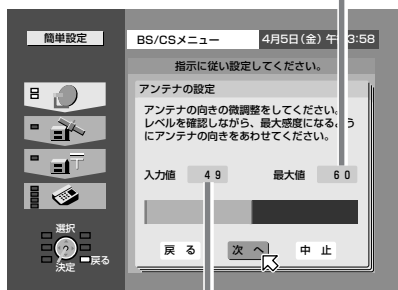 簡単設定
BS/CSメニュー
4月5日(金)午 3:58
指示に従い設定してください。
アンテナの設定
アンテナの向きの微調整をしてください。
レベルを確認しながら、最大感度になるよう
にアンテナの向きをあわせてください。
入力値 49 最大値 60
戻る 次へ 中止
選択
決定
戻る